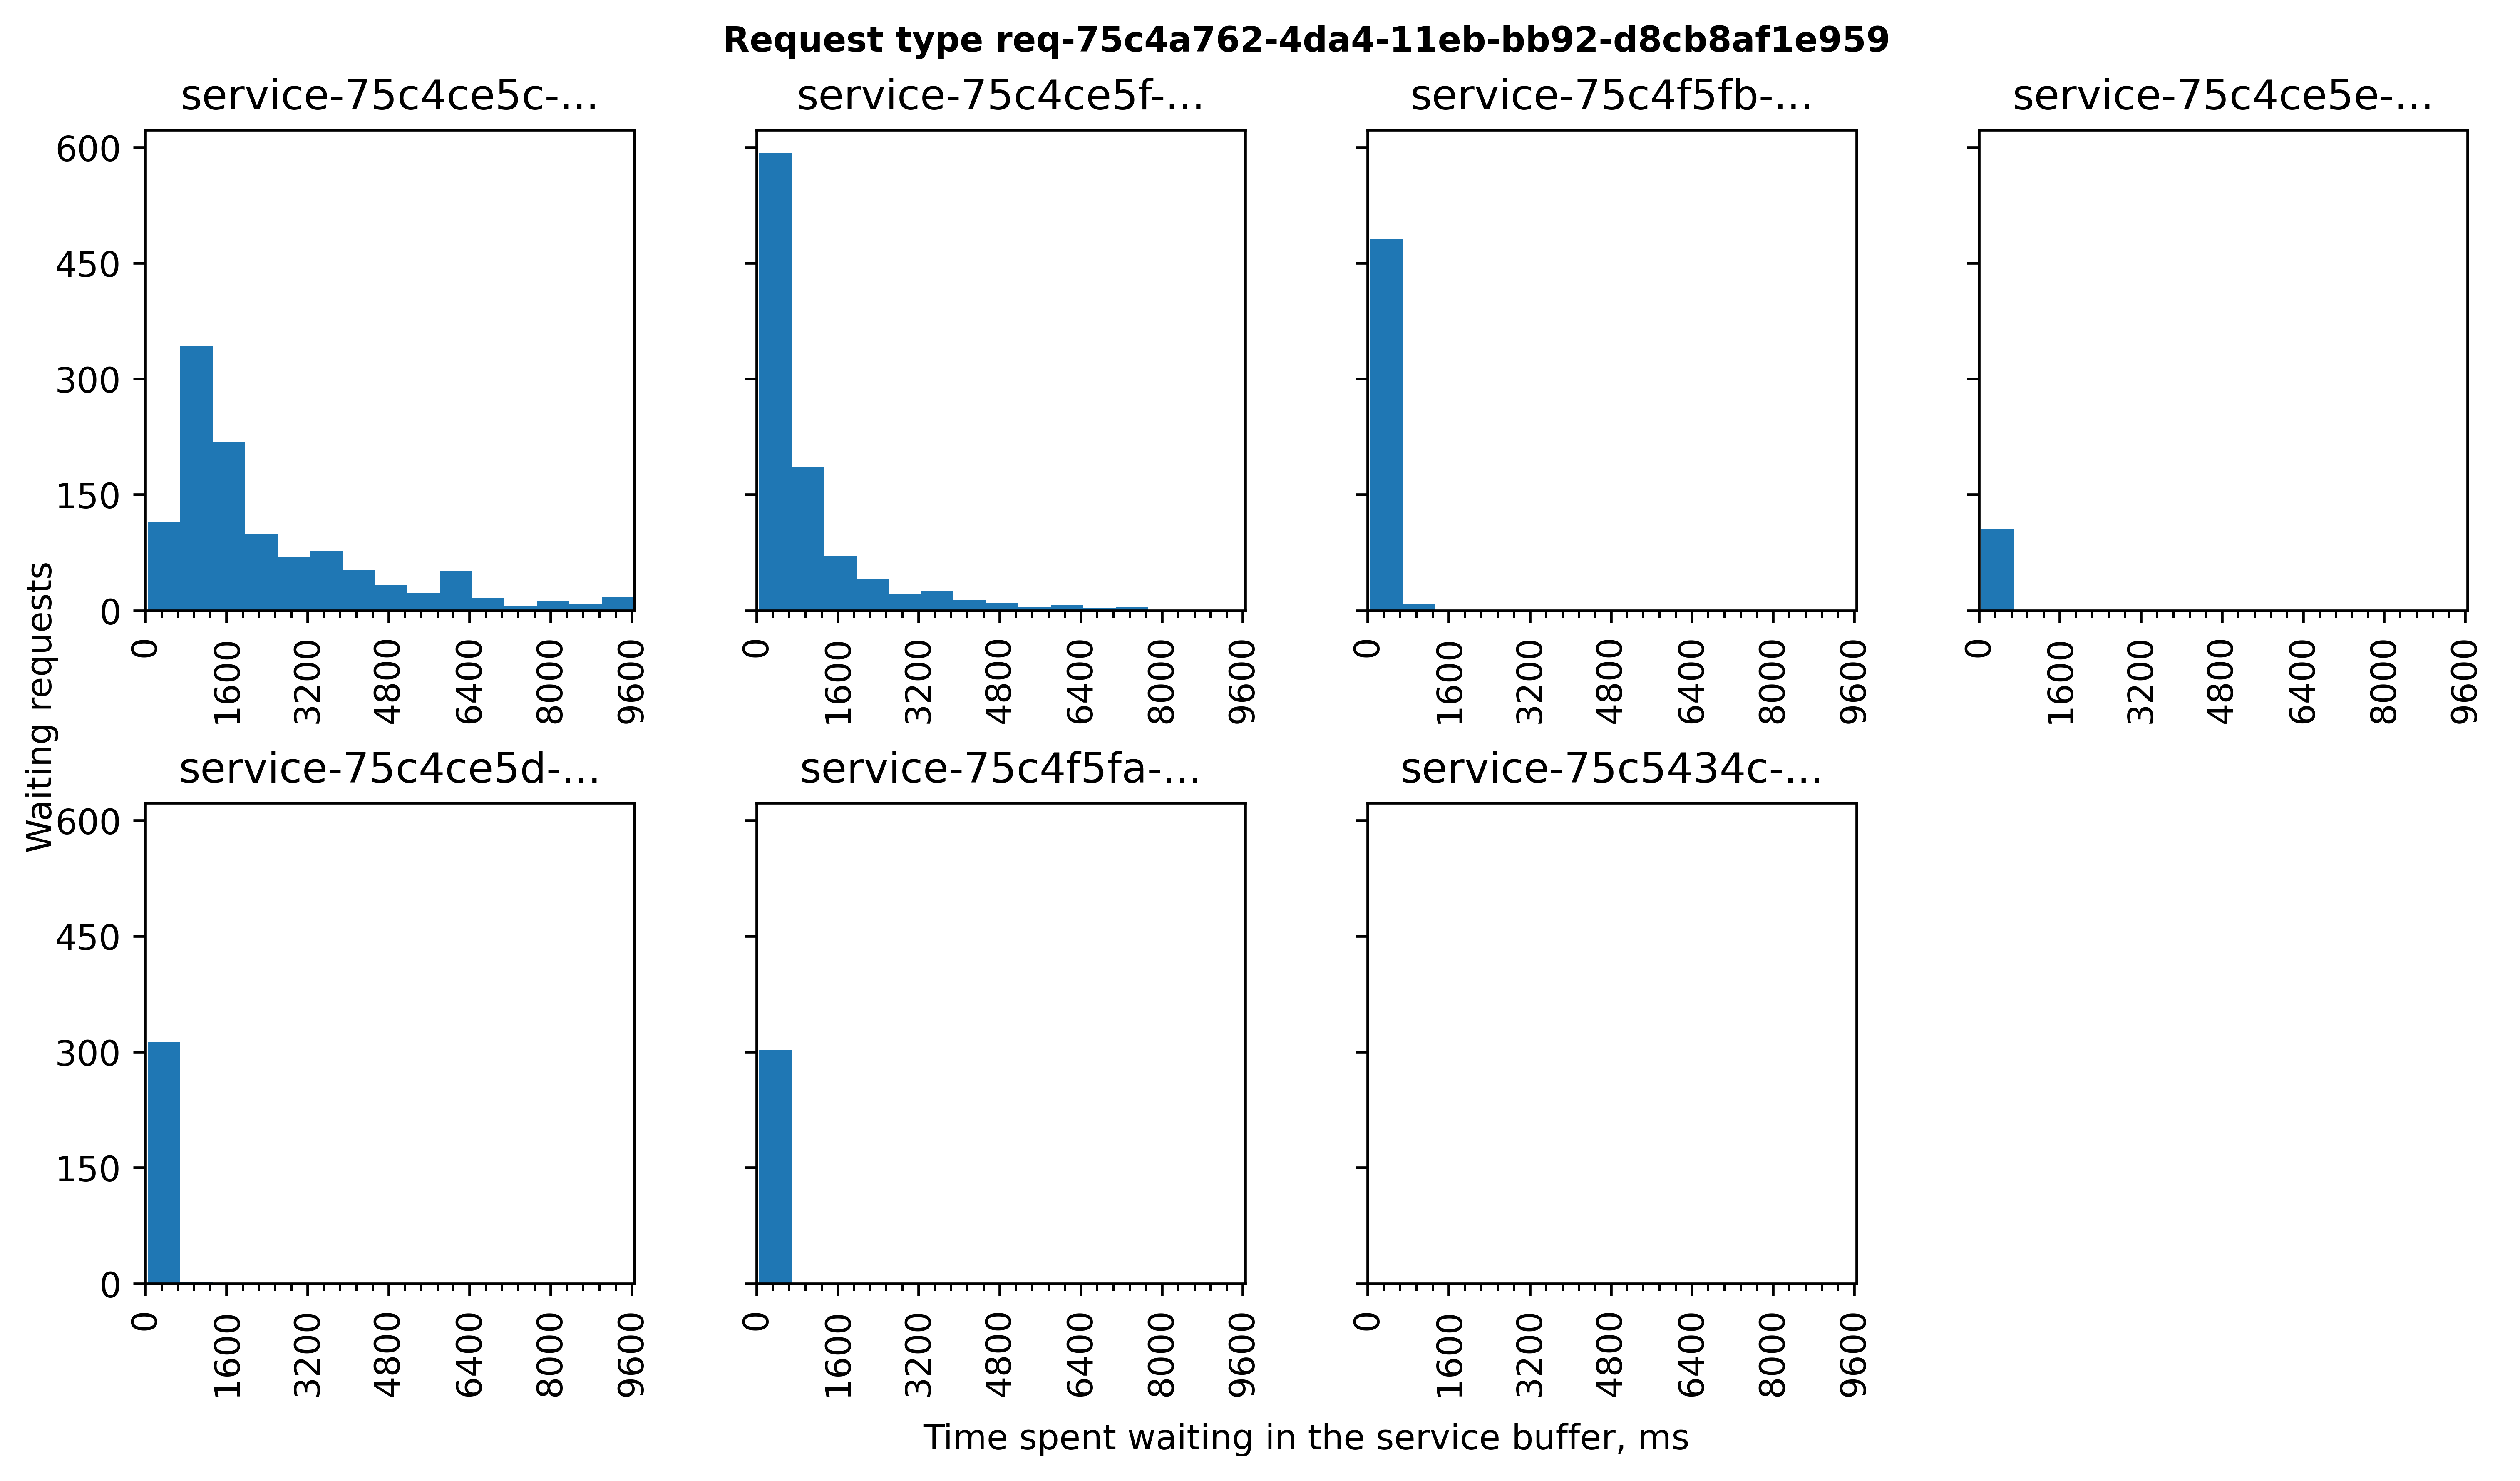 Request type req-75c4a762-4da4-11eb-bb92-d8cb8af1e959
service-75c4ce5c-...
service-75c4ce5f-...
service-75c4f5fb-...
service-75c4ce5e-...
600
450
300
150
0
0 1600 3200 4800 6400 8000 9600
0 1600 3200 4800 6400 8000 9600
0 1600 3200 4800 6400 8000 9600
0 1600 3200 4800 6400 8000 9600
Waiting requests
service-75c4ce5d-...
service-75c4f5fa-...
service-75c5434c-...
600
450
300
150
0
0 1600 3200 4800 6400 8000 9600
0 1600 3200 4800 6400 8000 9600
0 1600 3200 4800 6400 8000 9600
Time spent waiting in the service buffer, ms